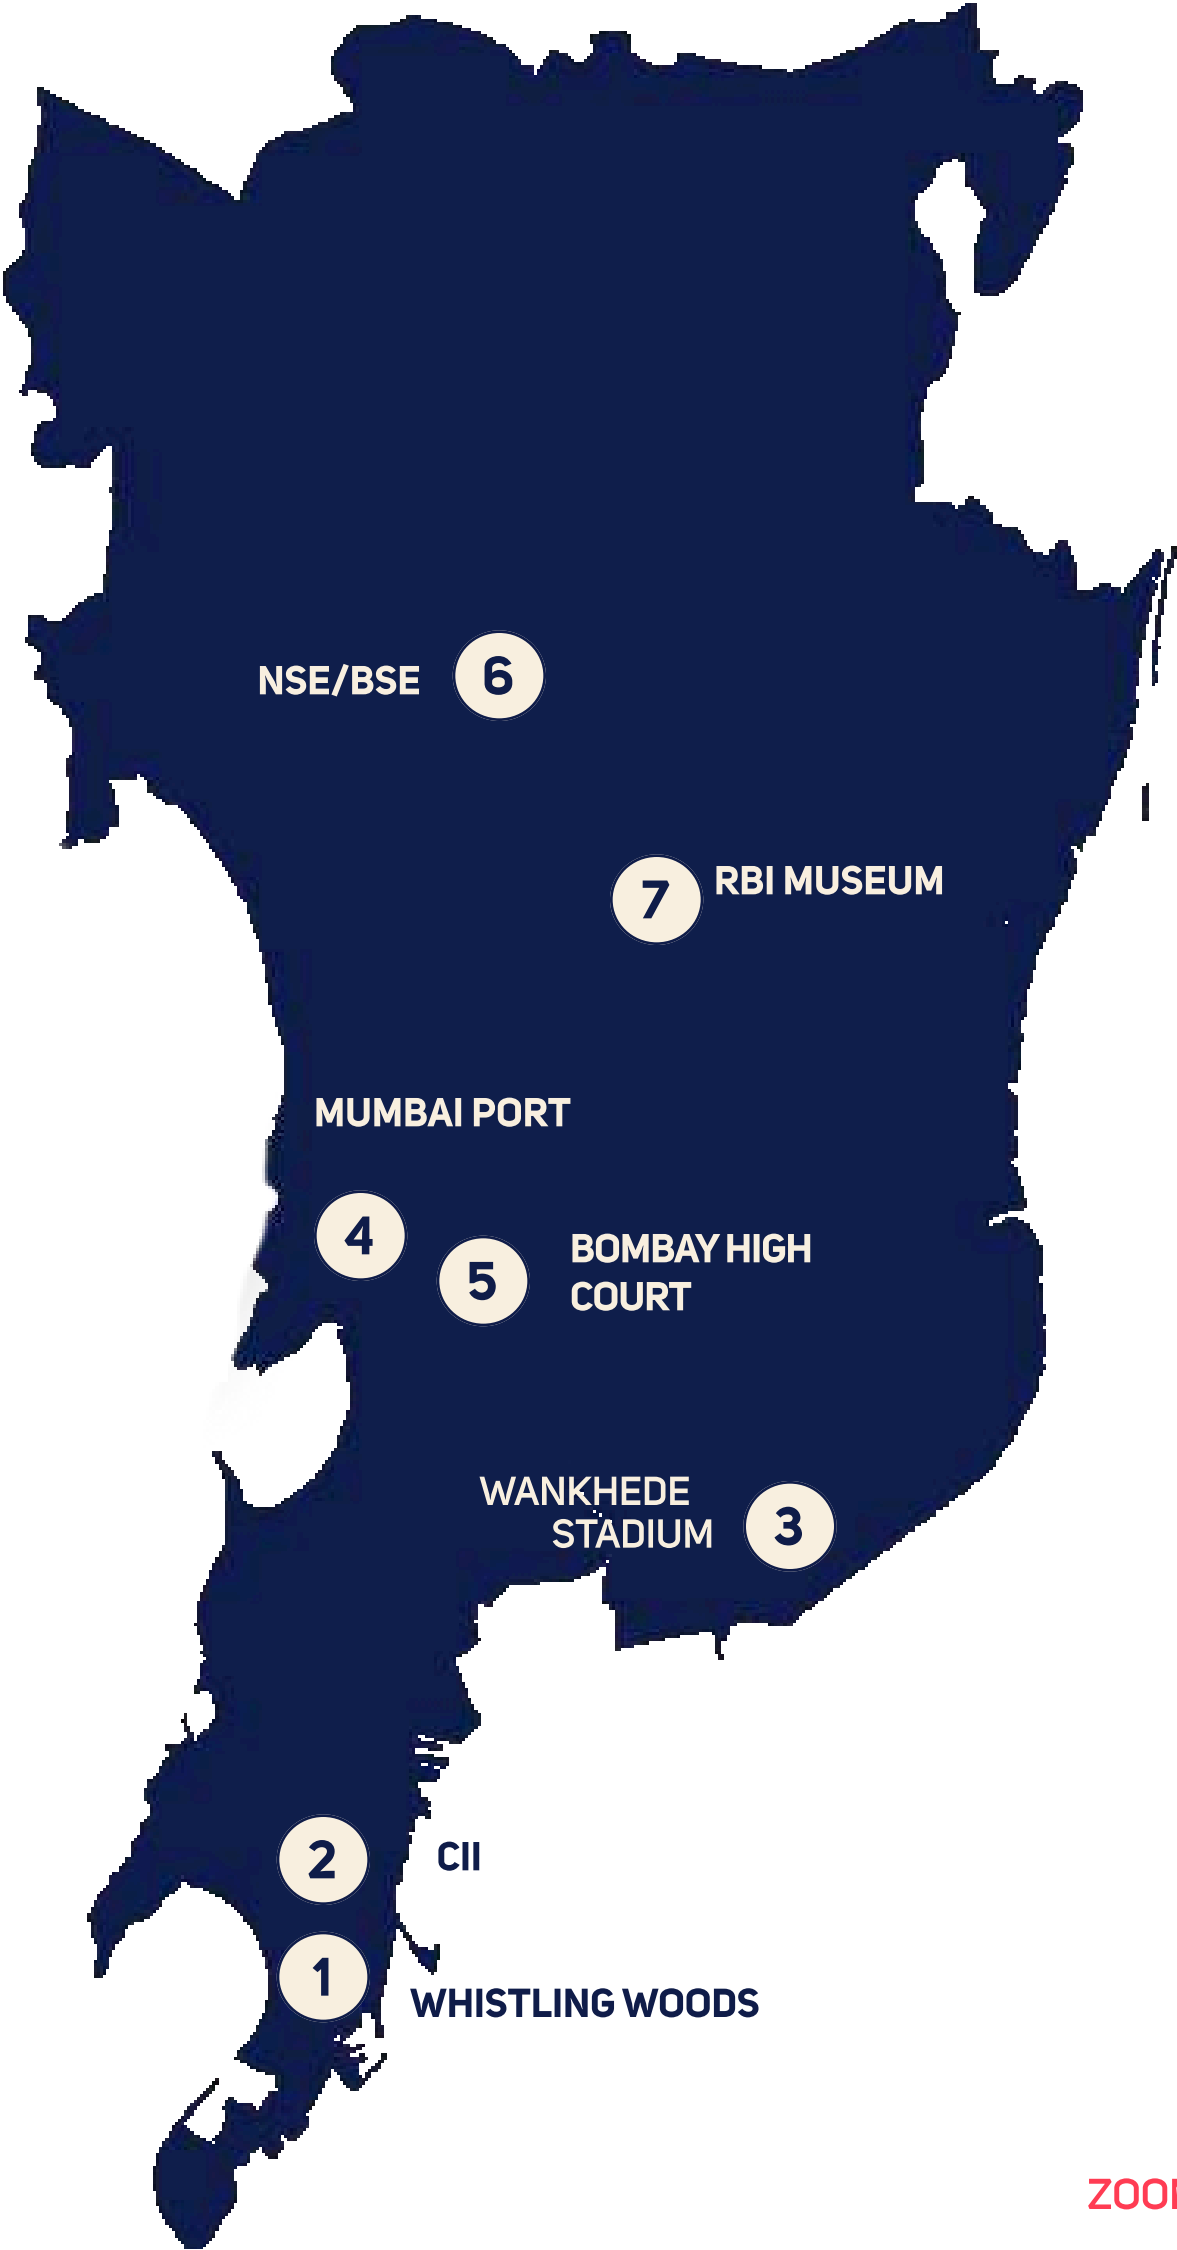 NSE/BSE
6
7
RBI MUSEUM
MUMBAI PORT
4
5
BOMBAY HIGH
COURT
WANKHEDE
STADIUM
3
2
CII
1
WHISTLING WOODS